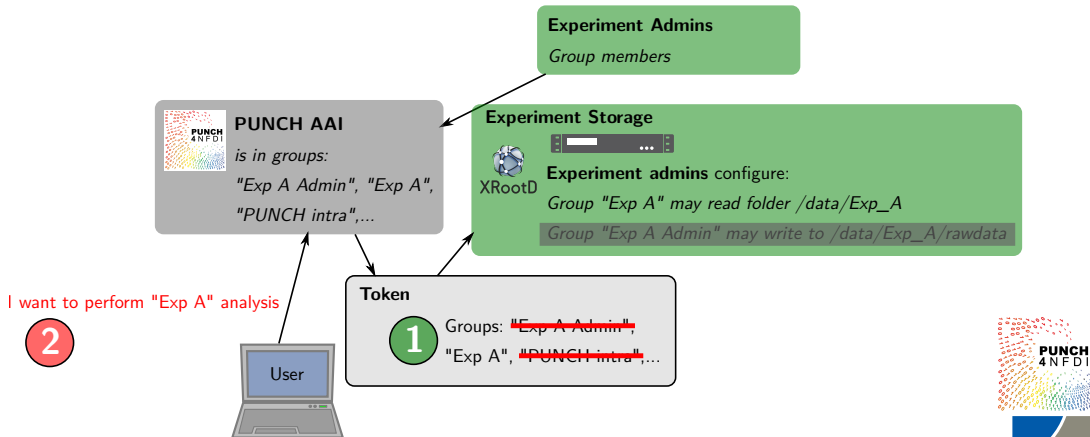 Experiment Admins
Group members
PUNCH
4NFDI
PUNCH AAI
is in groups:
"Exp A Admin", "Exp A",
"PUNCH intra",...
Experiment Storage
XRootD
Experiment admins configure:
Group "Exp A" may read folder /data/Exp_A
Group "Exp A Admin" may write to /data/Exp_A/rawdata
I want to perform "Exp A" analysis
2
User
Token
1
Groups: "Exp A Admin",
"Exp A", "PUNCH intra",...
PUNCH
4NFDI